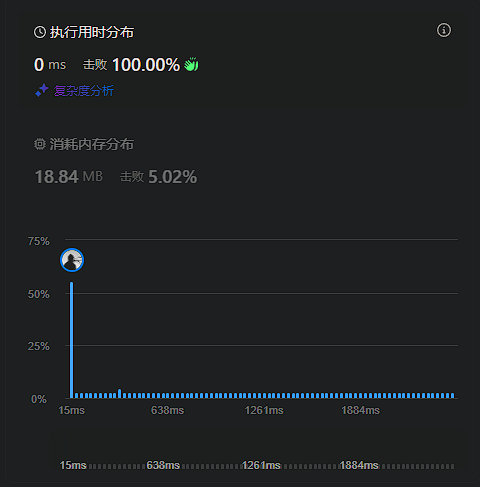 执行用时分布
0 ms 击败 100.00%
复杂度分析
消耗内存分布
18.84 MB 击败 5.02%
75%
50%
25%
0%
15ms 638ms 1261ms 1884ms
15ms 638ms 1261ms 1884ms